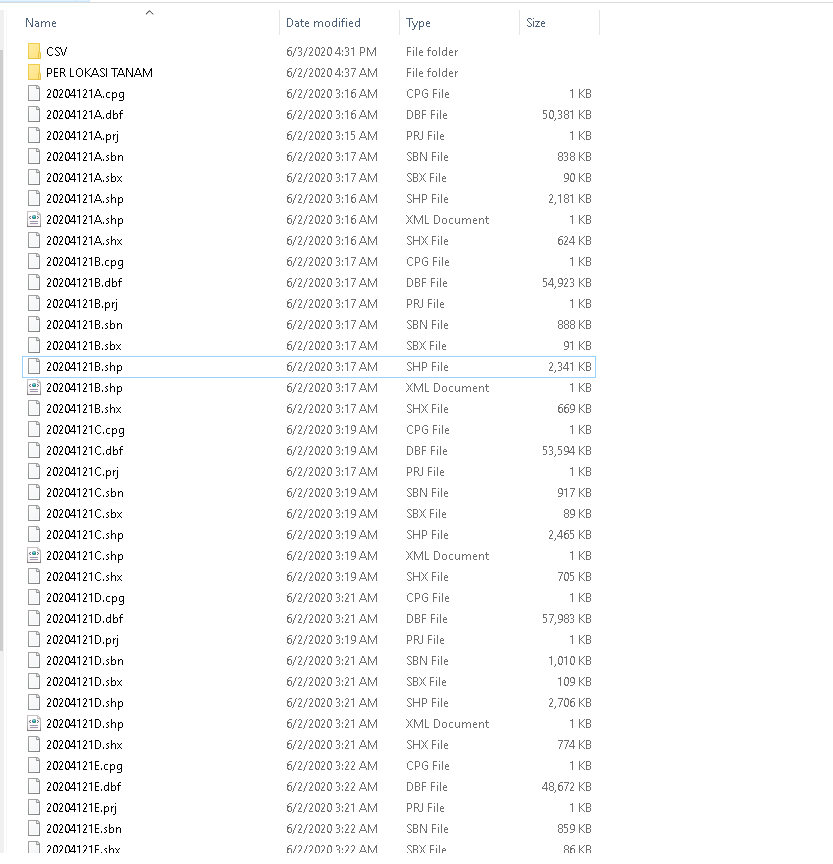 Name Date modified Type Size
CSV 6/3/2020 4:31 PM File folder
PER LOKASI TANAM 6/2/2020 4:37 AM File folder
20204121A.cpg 6/2/2020 3:16 AM CPG File 1 KB
20204121A.dbf 6/2/2020 3:16 AM DBF File 50,381 KB
20204121A.prj 6/2/2020 3:15 AM PRJ File 1 KB
20204121A.sbn 6/2/2020 3:17 AM SBN File 838 KB
20204121A.sbx 6/2/2020 3:17 AM SBX File 90 KB
20204121A.shp 6/2/2020 3:16 AM SHP File 2,181 KB
20204121A.shp 6/2/2020 3:16 AM XML Document 1 KB
20204121A.shx 6/2/2020 3:16 AM SHX File 624 KB
20204121B.cpg 6/2/2020 3:17 AM CPG File 1 KB
20204121B.dbf 6/2/2020 3:17 AM DBF File 54,923 KB
20204121B.prj 6/2/2020 3:17 AM PRJ File 1 KB
20204121B.sbn 6/2/2020 3:17 AM SBN File 888 KB
20204121B.sbx 6/2/2020 3:17 AM SBX File 91 KB
20204121B.shp 6/2/2020 3:17 AM SHP File 2,341 KB
20204121B.shp 6/2/2020 3:17 AM XML Document 1 KB
20204121B.shx 6/2/2020 3:17 AM SHX File 669 KB
20204121C.cpg 6/2/2020 3:19 AM CPG File 1 KB
20204121C.dbf 6/2/2020 3:19 AM DBF File 53,594 KB
20204121C.prj 6/2/2020 3:17 AM PRJ File 1 KB
20204121C.sbn 6/2/2020 3:19 AM SBN File 917 KB
20204121C.sbx 6/2/2020 3:19 AM SBX File 89 KB
20204121C.shp 6/2/2020 3:19 AM SHP File 2,465 KB
20204121C.shp 6/2/2020 3:19 AM XML Document 1 KB
20204121C.shx 6/2/2020 3:19 AM SHX File 705 KB
20204121D.cpg 6/2/2020 3:21 AM CPG File 1 KB
20204121D.dbf 6/2/2020 3:21 AM DBF File 57,983 KB
20204121D.prj 6/2/2020 3:19 AM PRJ File 1 KB
20204121D.sbn 6/2/2020 3:21 AM SBN File 1,010 KB
20204121D.sbx 6/2/2020 3:21 AM SBX File 109 KB
20204121D.shp 6/2/2020 3:21 AM SHP File 2,706 KB
20204121D.shp 6/2/2020 3:21 AM XML Document 1 KB
20204121D.shx 6/2/2020 3:21 AM SHX File 774 KB
20204121E.cpg 6/2/2020 3:22 AM CPG File 1 KB
20204121E.dbf 6/2/2020 3:22 AM DBF File 48,672 KB
20204121E.prj 6/2/2020 3:21 AM PRJ File 1 KB
20204121E.sbn 6/2/2020 3:22 AM SBN File 859 KB
20204121E.sbx 6/2/2020 3:22 AM SBX File 86 KB